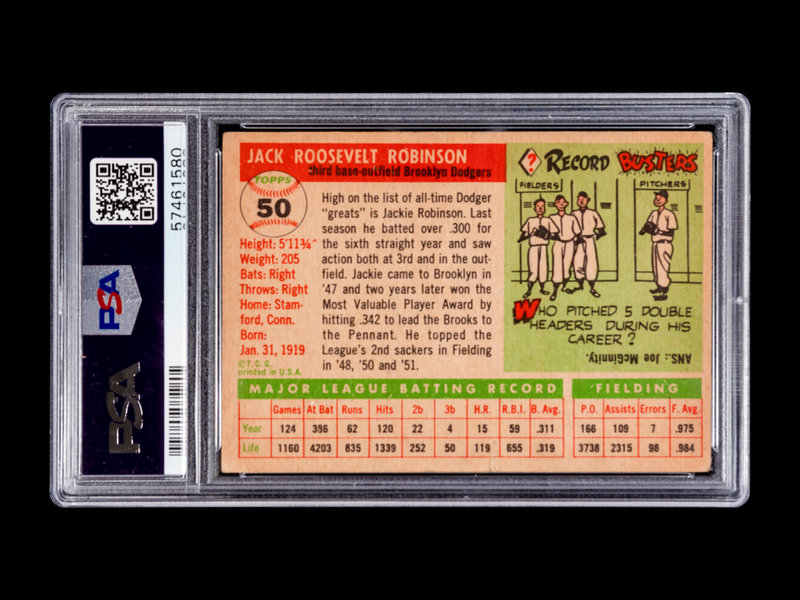 57461580
PSA
PSA
JACK ROOSEVELT ROBINSON
third base-outfield Brooklyn Dodgers
TOPPS
50
Height: 5'11¾"
Weight: 205
Bats: Right
Throws: Right
Home: Stam-
ford, Conn.
Born:
Jan. 31, 1919
©T.C.G.
printed in U.S.A.
High on the list of all-time Dodger
"greats" is Jackie Robinson. Last
season he batted over .300 for
the sixth straight year and saw
action both at 3rd and in the out-
field. Jackie came to Brooklyn in
'47 and two years later won the
Most Valuable Player Award by
hitting .342 to lead the Brooks to
the Pennant. He topped the
League's 2nd sackers in Fielding
in '48, '50 and '51.
? RECORD BUSTERS
FIELDERS
PITCHERS
WHO PITCHED 5 DOUBLE
HEADERS DURING HIS
CAREER?
ANS.: Joe McGinnity.
MAJOR LEAGUE BATTING RECORD FIELDING
Games At Bat Runs Hits 2b 3b H.R. R.B.I. B. Avg. P.O. Assists Errors F. Avg.
Year 124 386 62 120 22 4 15 59 .311 166 109 7 .975
Life 1160 4203 835 1339 252 50 119 655 .319 3738 2315 98 .984